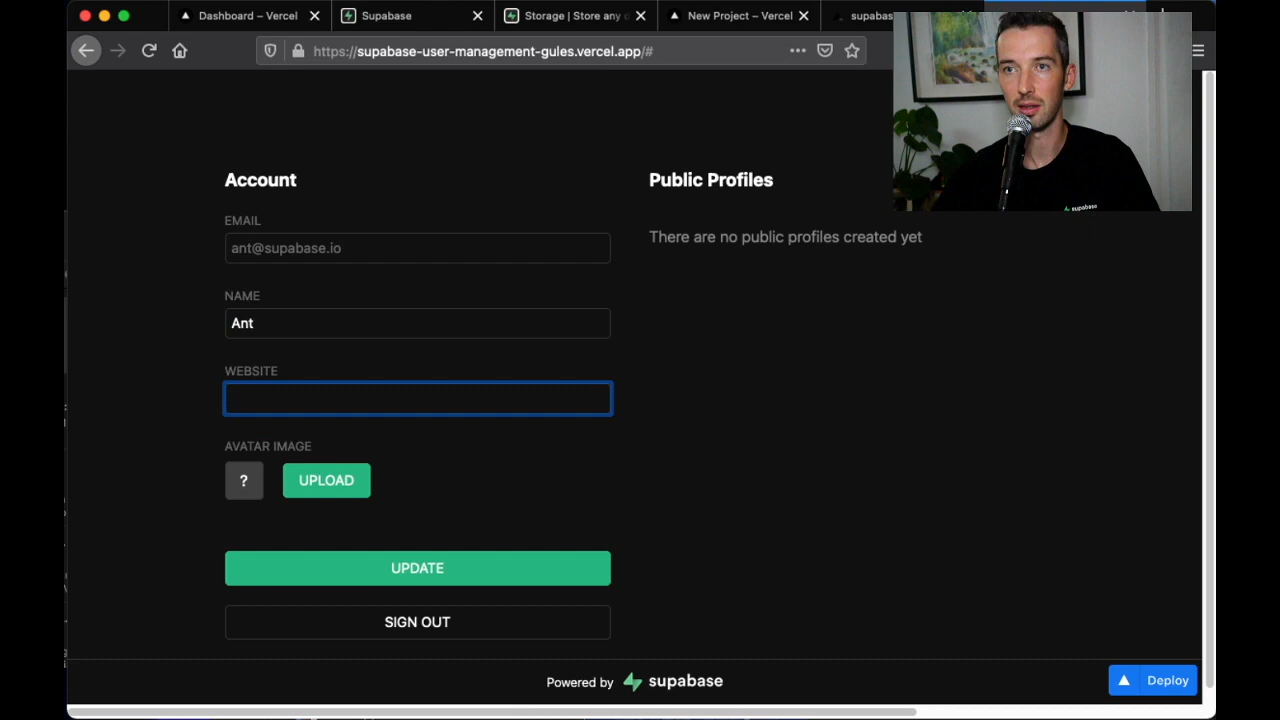 Dashboard – Vercel
Supabase
Storage | Store any
New Project – Vercel
supabas
https://supabase-user-management-gules.vercel.app/#
Account
EMAIL
ant@supabase.io
NAME
Ant
WEBSITE
AVATAR IMAGE
?
UPLOAD
UPDATE
SIGN OUT
Public Profiles
There are no public profiles created yet
supabase
Powered by supabase
Deploy